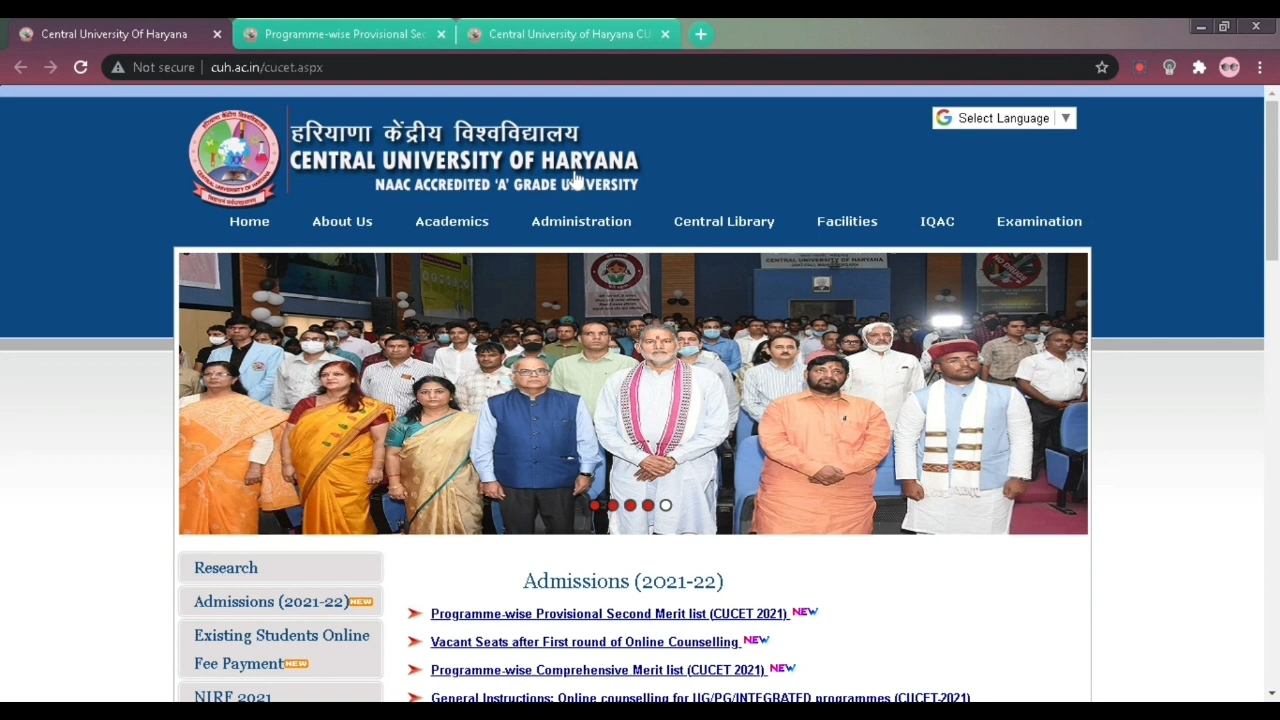 Central University Of Haryana
Programme-wise Provisional Sec
Central University of Haryana CU
Not secure
cuh.ac.in/cucet.aspx
Select Language
हरियाणा केंद्रीय विश्वविद्यालय
CENTRAL UNIVERSITY OF HARYANA
NAAC ACCREDITED 'A' GRADE UNIVERSITY
Home About Us Academics Administration Central Library Facilities IQAC Examination
CENTRAL UNIVERSITY OF HARYANA
Research
Admissions (2021-22) NEW
Existing Students Online
Fee Payment NEW
NIRF 2021
Admissions (2021-22)
Programme-wise Provisional Second Merit list (CUCET 2021) NEW
Vacant Seats after First round of Online Counselling NEW
Programme-wise Comprehensive Merit list (CUCET 2021) NEW
General Instructions: Online counselling for UG/PG/INTEGRATED programmes (CUCET-2021)